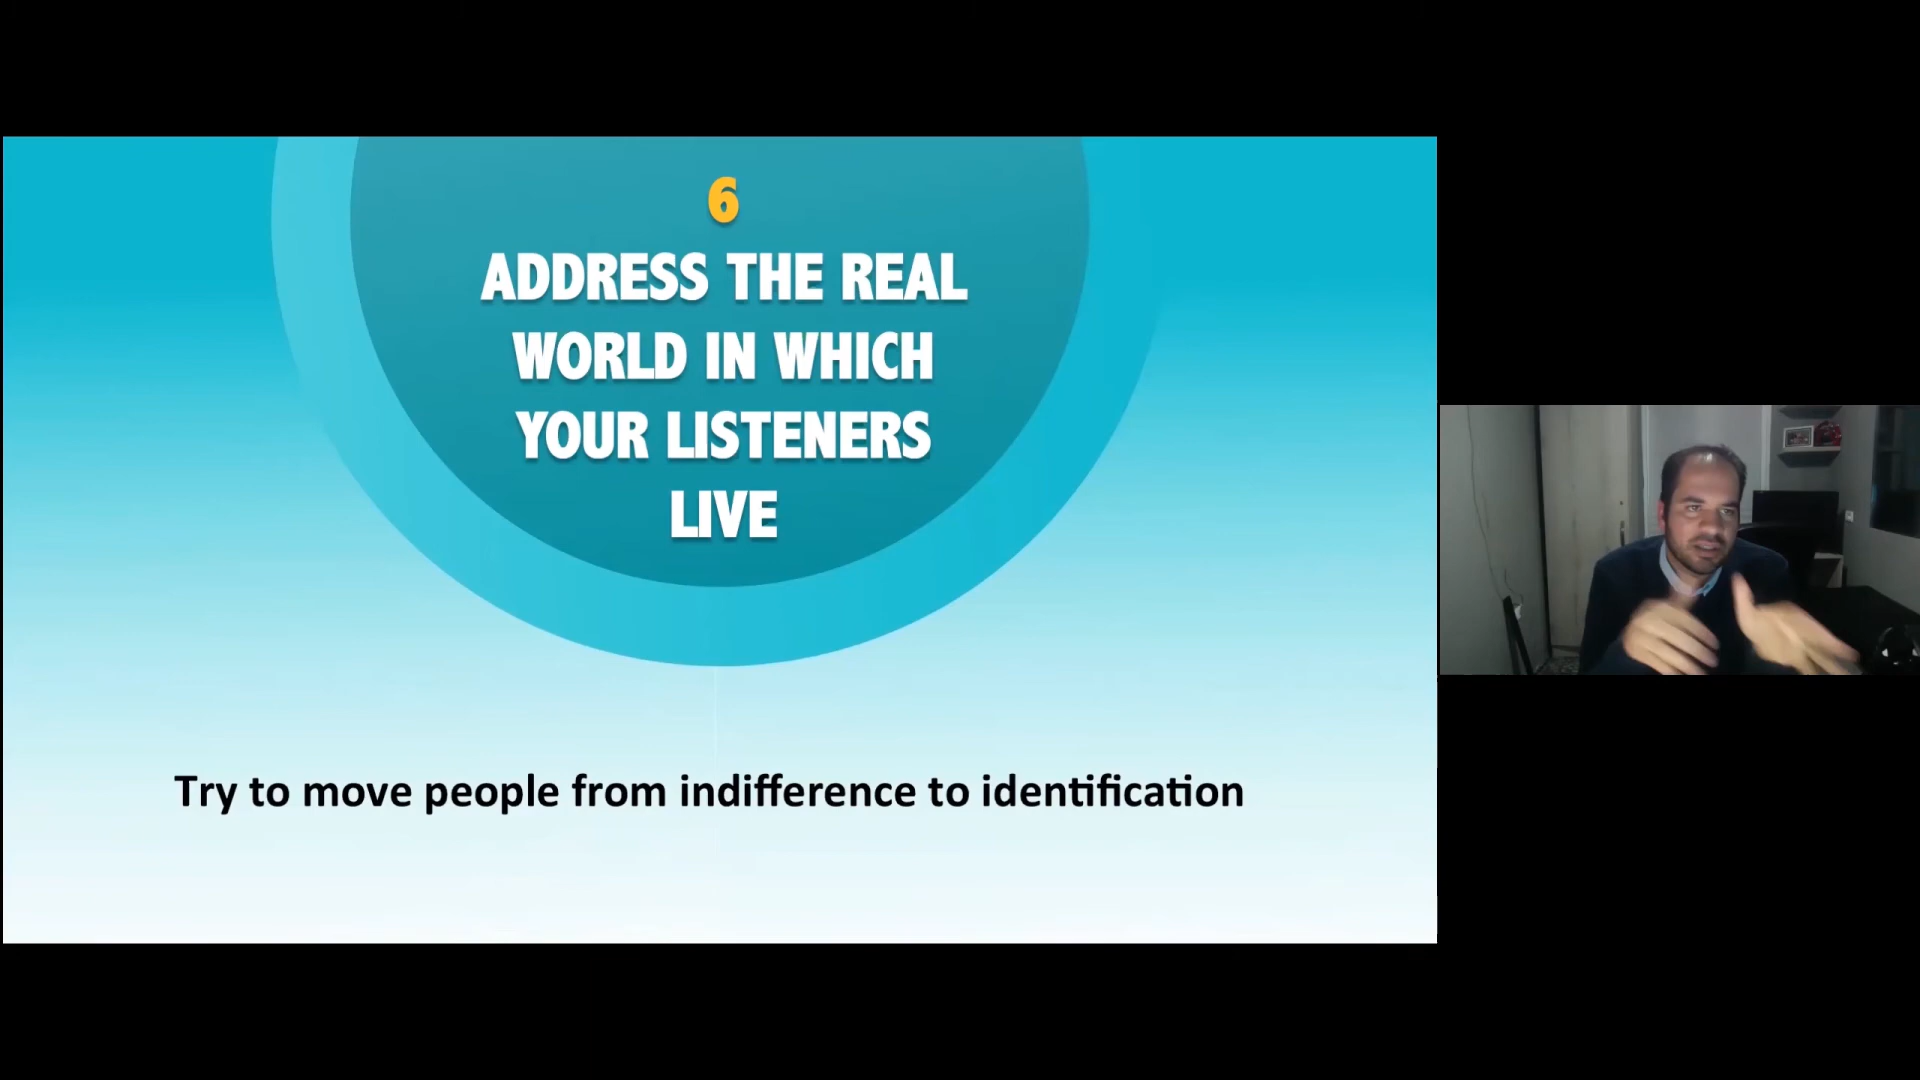 6
ADDRESS THE REAL
WORLD IN WHICH
YOUR LISTENERS
LIVE
Try to move people from indifference to identification